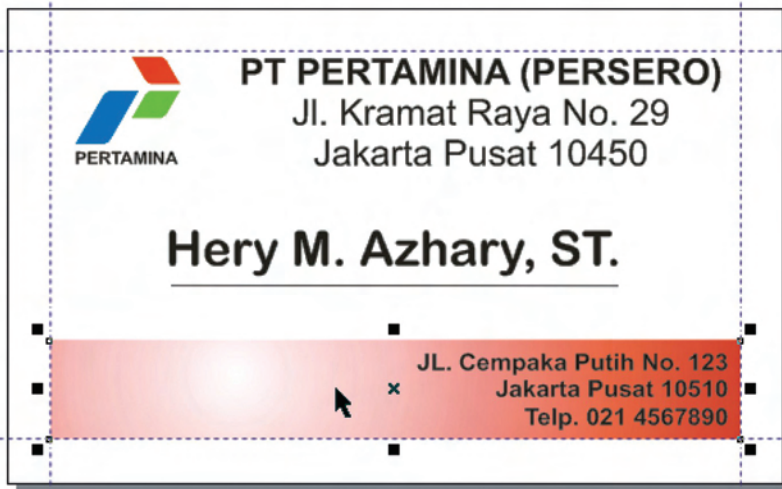 PT PERTAMINA (PERSERO)
Jl. Kramat Raya No. 29
Jakarta Pusat 10450
PERTAMINA
Hery M. Azhary, ST.
JL. Cempaka Putih No. 123
Jakarta Pusat 10510
Telp. 021 4567890